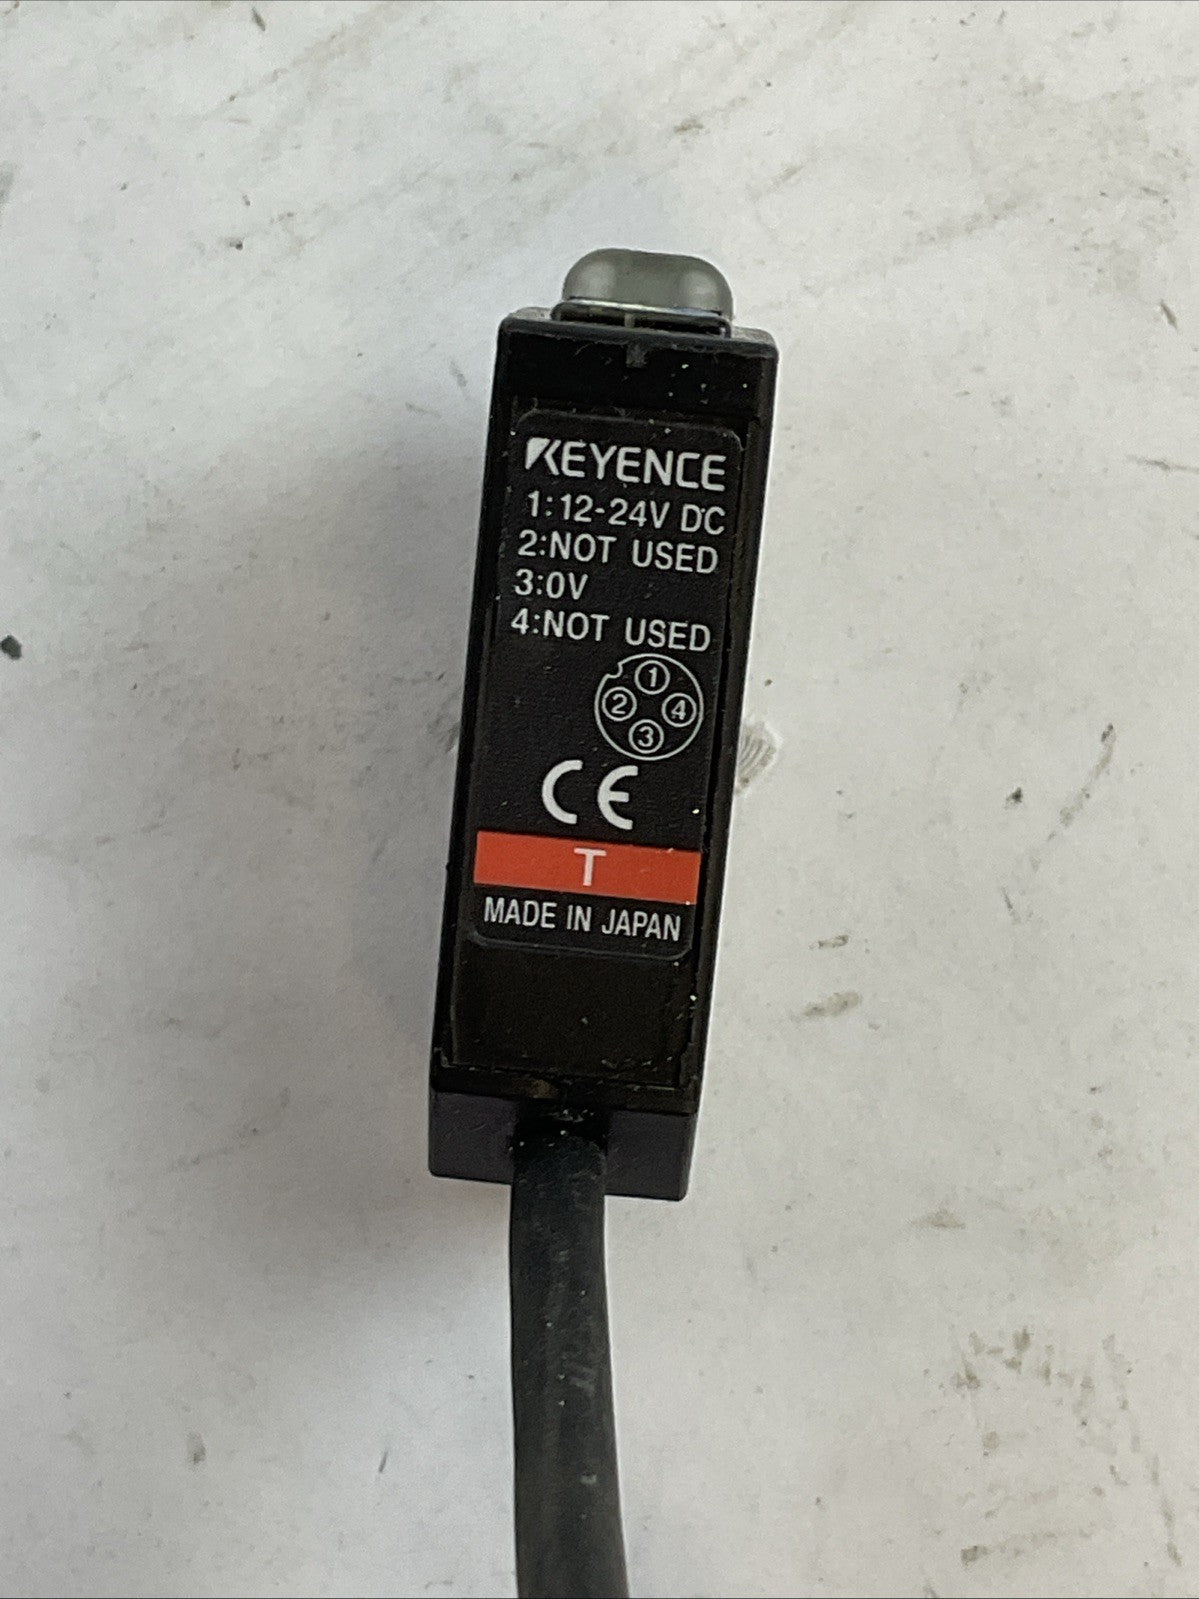 KEYENCE
1:12-24V DC
2:NOT USED
3:0V
4:NOT USED
1
2 4
3
CE
T
MADE IN JAPAN